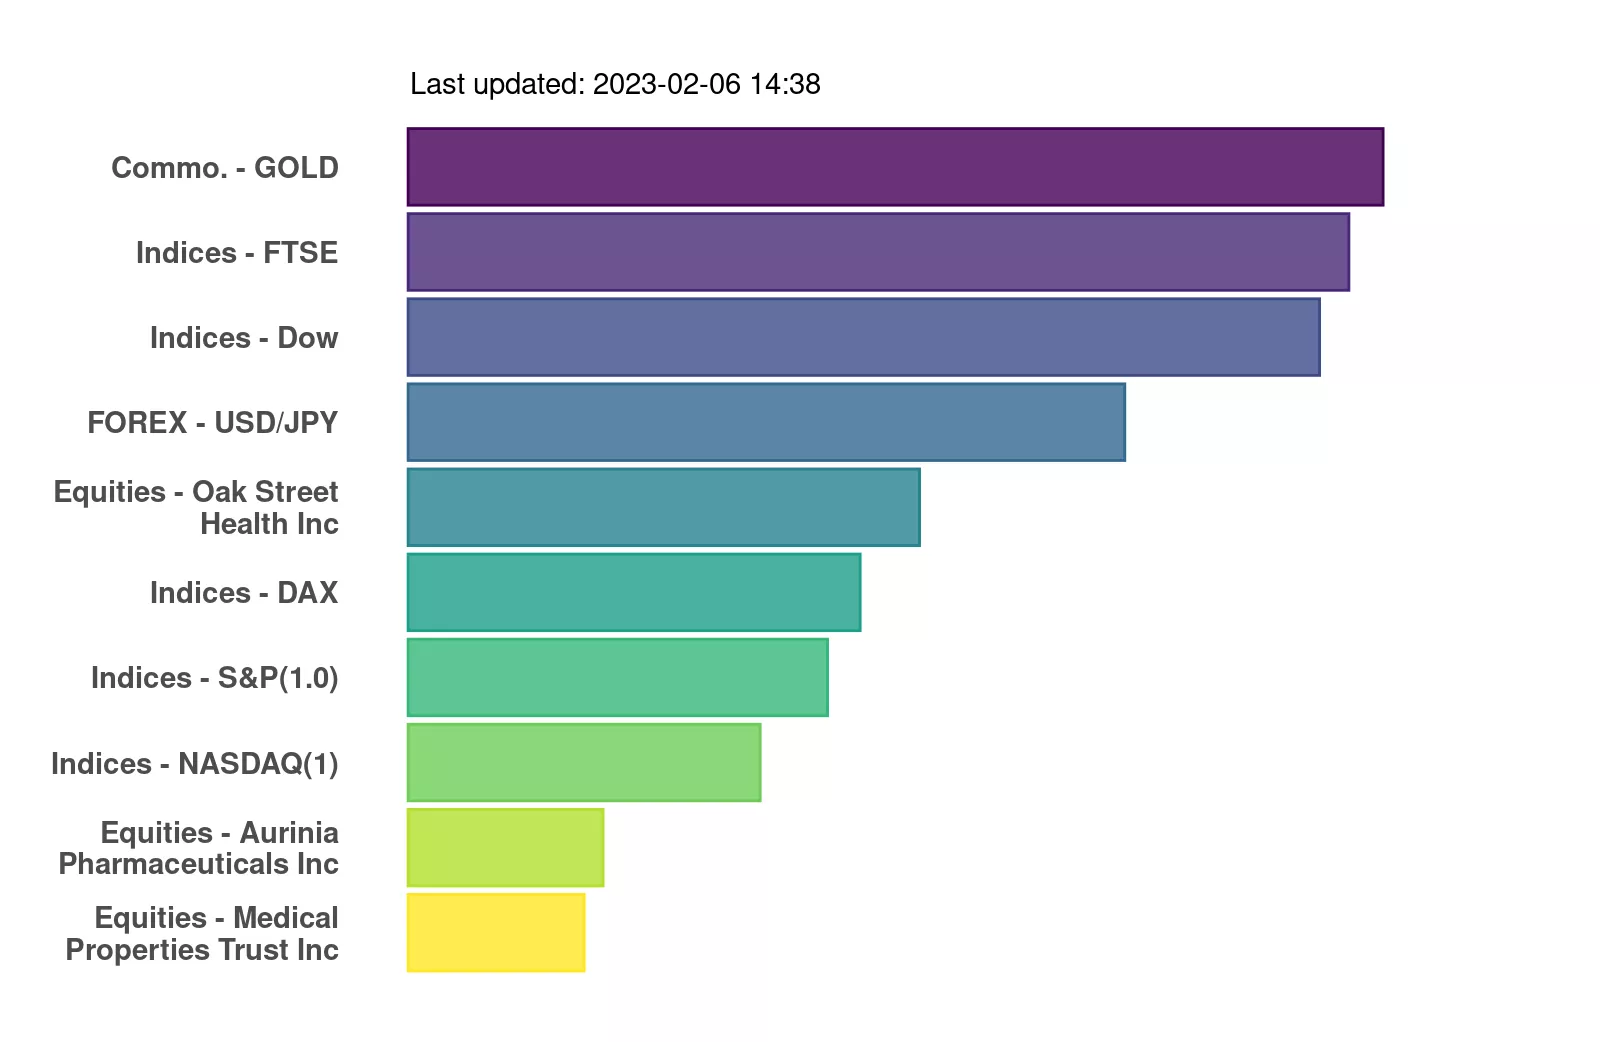 Last updated: 2023-02-06 14:38
Commo. - GOLD
Indices - FTSE
Indices - Dow
FOREX - USD/JPY
Equities - Oak Street
Health Inc
Indices - DAX
Indices - S&P(1.0)
Indices - NASDAQ(1)
Equities - Aurinia
Pharmaceuticals Inc
Equities - Medical
Properties Trust Inc